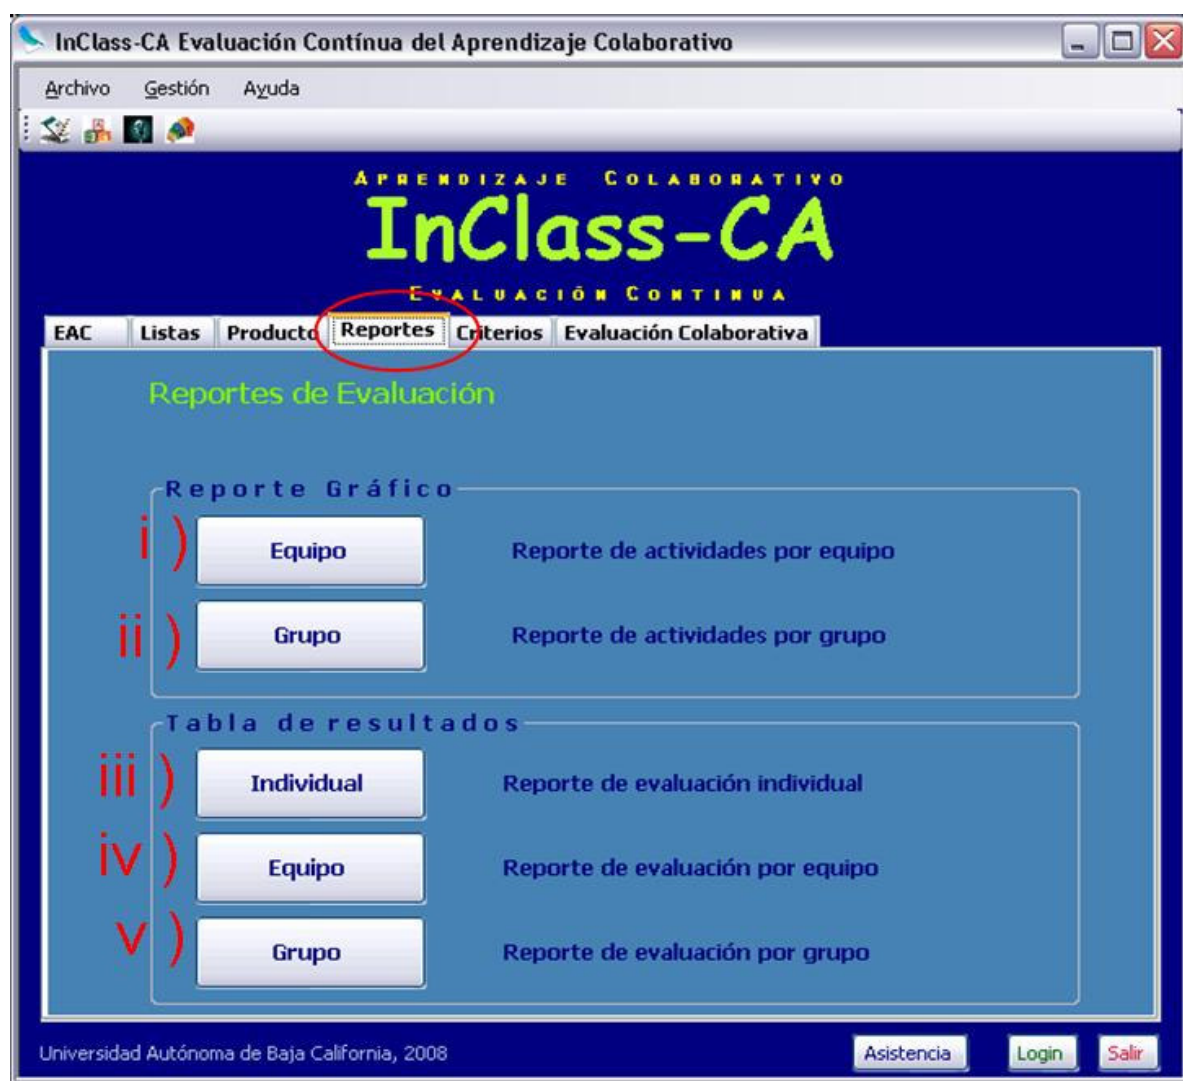 InClass-CA Evaluación Contínua del Aprendizaje Colaborativo
Archivo Gestión Ayuda
APRENDIZAJE COLABORATIVO
InClass-CA
EVALUACIÓN CONTINUA
EAC Listas Producto Reportes Criterios Evaluación Colaborativa
Reportes de Evaluación
Reporte Gráfico
i ) Equipo Reporte de actividades por equipo
ii ) Grupo Reporte de actividades por grupo
Tabla de resultados
iii ) Individual Reporte de evaluación individual
iv ) Equipo Reporte de evaluación por equipo
v ) Grupo Reporte de evaluación por grupo
Universidad Autónoma de Baja California, 2008 Asistencia Login Salir